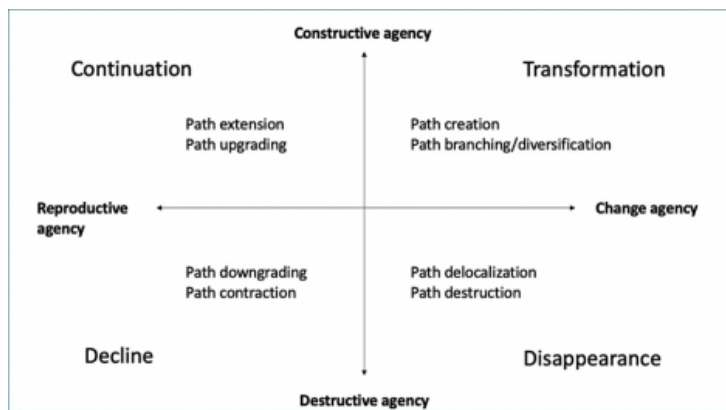 Constructive agency
Continuation
Transformation
Path extension
Path upgrading
Path creation
Path branching/diversification
Reproductive
agency
Change agency
Path downgrading
Path contraction
Path delocalization
Path destruction
Decline
Disappearance
Destructive agency